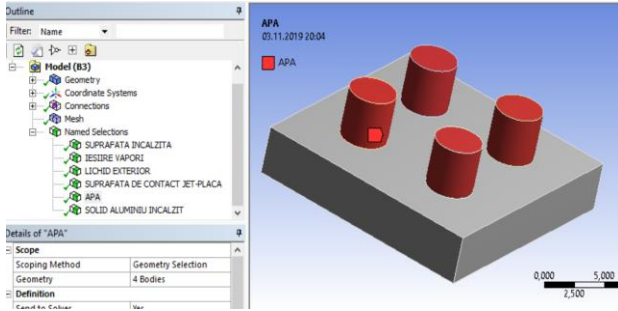 Outline
Filter: Name
Model (B3)
Geometry
Coordinate Systems
Connections
Mesh
Named Selections
SUPRAFATA INCALZITA
IESIIRE VAPORI
LICHID EXTERIOR
SUPRAFATA DE CONTACT JET-PLACA
APA
SOLID ALUMINIU INCALZIT
Details of "APA"
Scope
Scoping Method Geometry Selection
Geometry 4 Bodies
Definition
Send to Solver Yes
APA
03.11.2019 20:04
APA
0,000 5,000
2,500